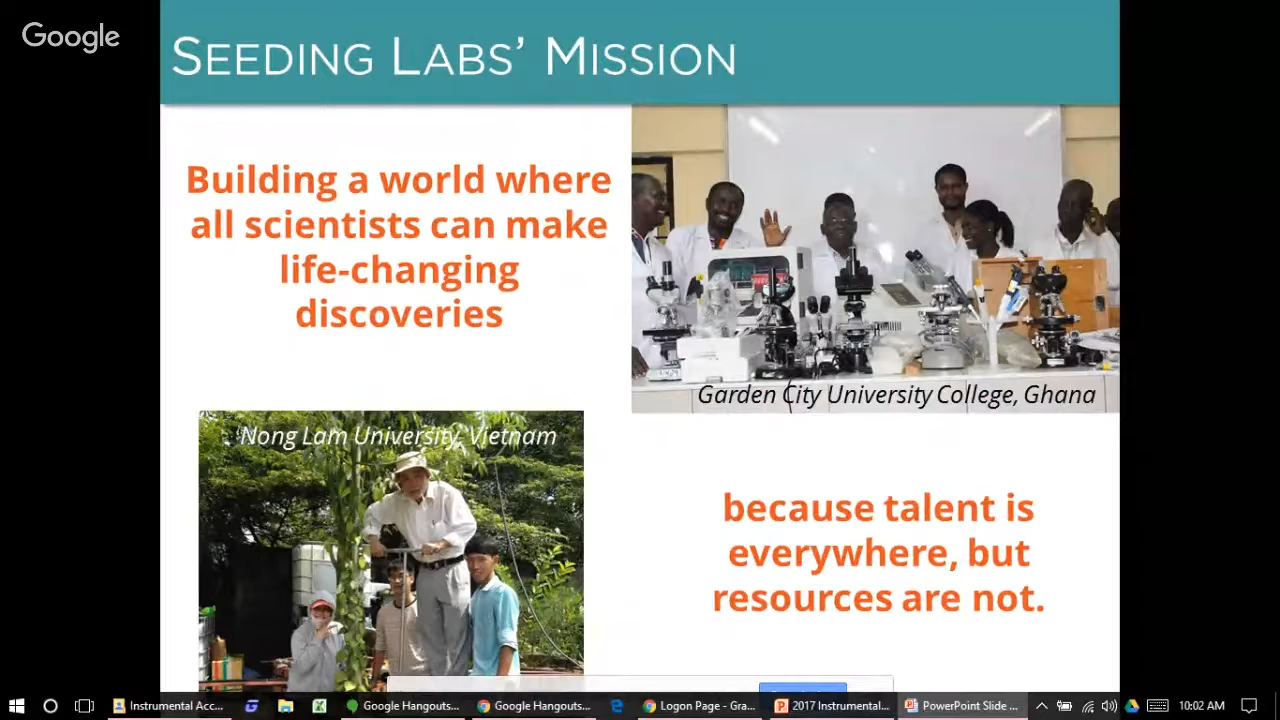 Google
SEEDING LABS’ MISSION
Building a world where
all scientists can make
life-changing
discoveries
Garden City University College, Ghana
Nong Lam University, Vietnam
because talent is
everywhere, but
resources are not.
Instrumental Acc...
Google Hangouts...
Google Hangouts...
Logon Page - Gra...
2017 Instrumental...
PowerPoint Slide ...
10:02 AM